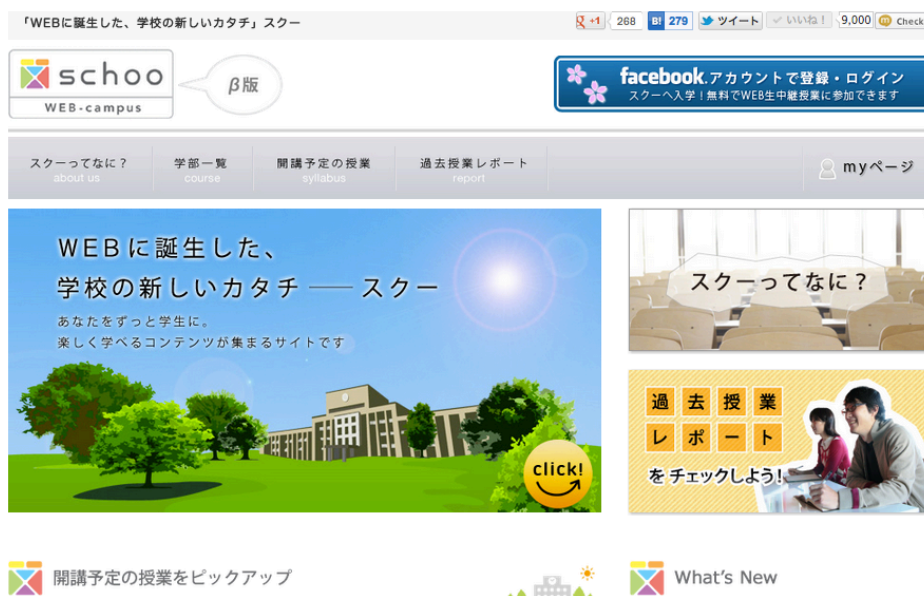 「WEBに誕生した、学校の新しいカタチ」スクー
+1 268 B! 279 ツイート いいね! 9,000 Check
schoo
WEB-campus
β版
facebook.アカウントで登録・ログイン
スクーへ入学!無料でWEB生中継授業に参加できます
スクーってなに?
about us
学部一覧
course
開講予定の授業
syllabus
過去授業レポート
report
myページ
WEBに誕生した、
学校の新しいカタチ ── スクー
あなたをずっと学生に。
楽しく学べるコンテンツが集まるサイトです
click!
スクーってなに?
過去授業
レポート
をチェックしよう!
開講予定の授業をピックアップ
What's New